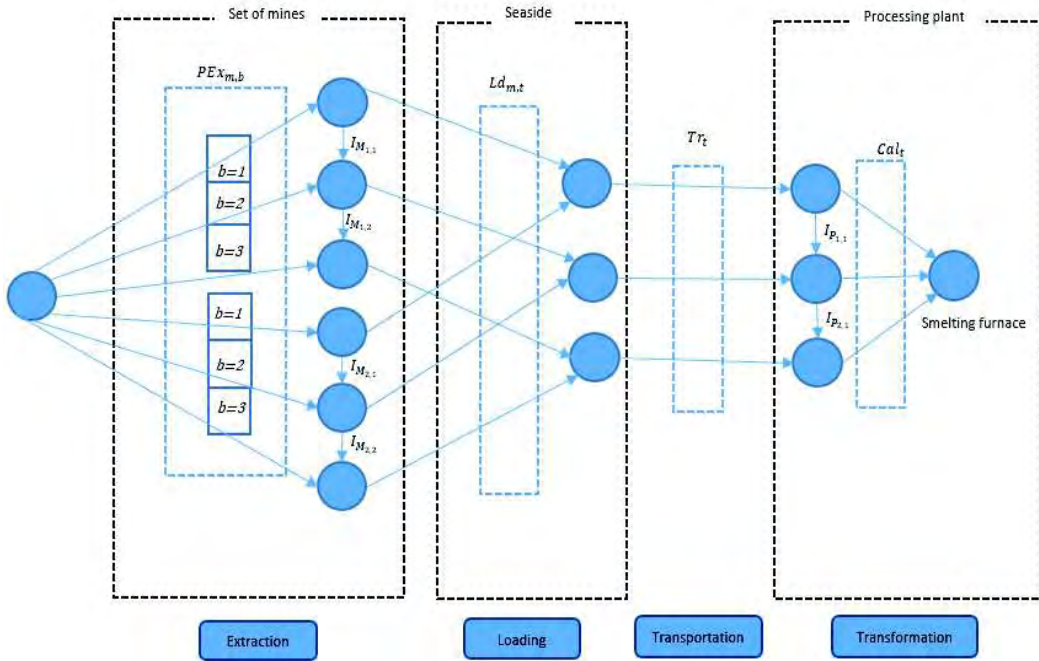 Set of mines
Seaside
Processing plant
PEx_{m,b}
Ld_{m,t}
Tr_t
Cal_t
b=1
b=2
b=3
b=1
b=2
b=3
I_{M_{1,1}}
I_{M_{1,2}}
I_{M_{2,1}}
I_{M_{2,2}}
I_{P_{1,1}}
I_{P_{2,1}}
Smelting furnace
Extraction
Loading
Transportation
Transformation